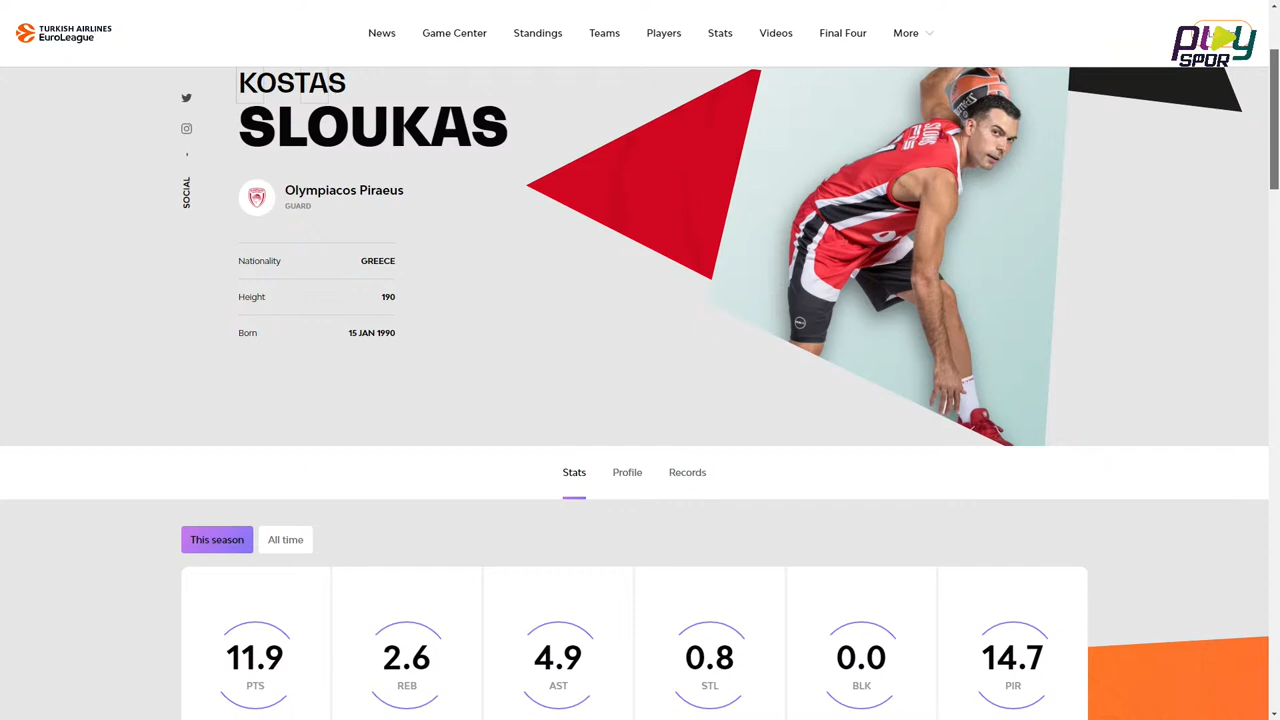 TURKISH AIRLINES
EuroLeague
News
Game Center
Standings
Teams
Players
Stats
Videos
Final Four
More
play
SPOR
KOSTAS
SLOUKAS
SOCIAL
Olympiacos Piraeus
GUARD
Nationality
GREECE
Height
190
Born
15 JAN 1990
Stats
Profile
Records
This season
All time
11.9
PTS
2.6
REB
4.9
AST
0.8
STL
0.0
BLK
14.7
PIR